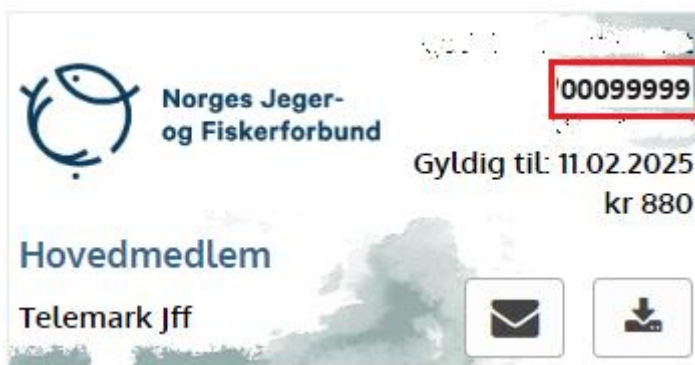 Norges Jeger-
og Fiskerforbund
00099999
Gyldig til: 11.02.2025
kr 880
Hovedmedlem
Telemark Jff